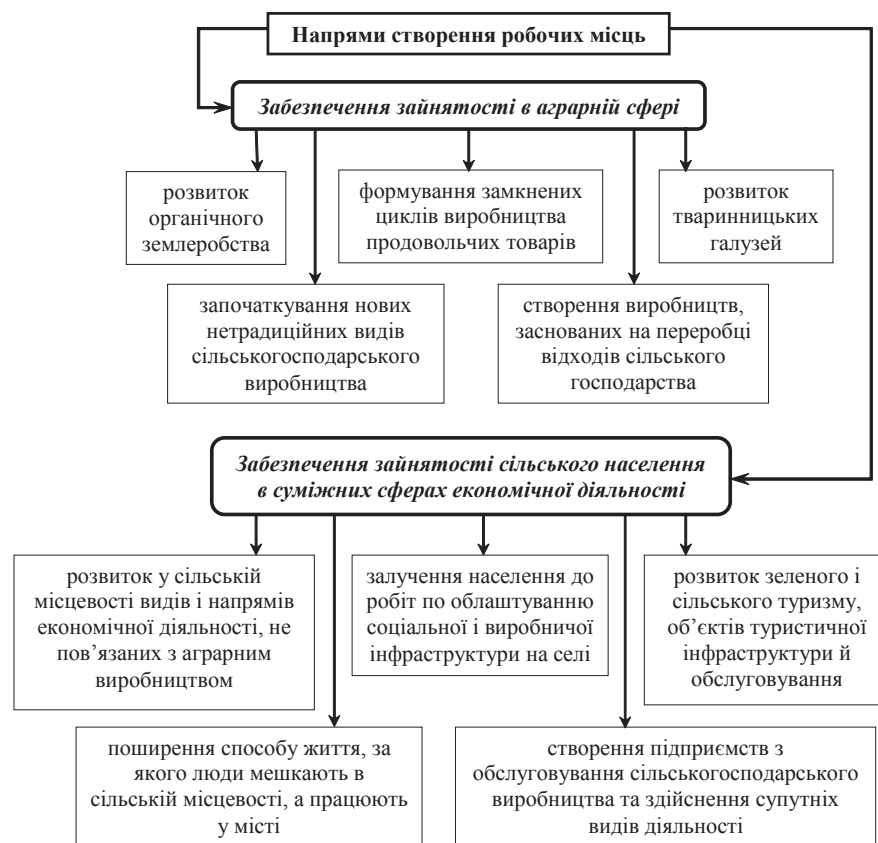 Напрями створення робочих місць
Забезпечення зайнятості в аграрній сфері
розвиток
органічного
землеробства
формування замкнених
циклів виробництва
продовольчих товарів
розвиток
тваринницьких
галузей
започаткування нових
нетрадиційних видів
сільськогосподарського
виробництва
створення виробництв,
заснованих на переробці
відходів сільського
господарства
Забезпечення зайнятості сільського населення
в суміжних сферах економічної діяльності
розвиток у сільській
місцевості видів і напрямів
економічної діяльності, не
пов’язаних з аграрним
виробництвом
залучення населення до
робіт по облаштуванню
соціальної і виробничої
інфраструктури на селі
розвиток зеленого і
сільського туризму,
об’єктів туристичної
інфраструктури й
обслуговування
поширення способу життя, за
якого люди мешкають в
сільській місцевості, а працюють
у місті
створення підприємств з
обслуговування сільськогосподарського
виробництва та здійснення супутніх
видів діяльності